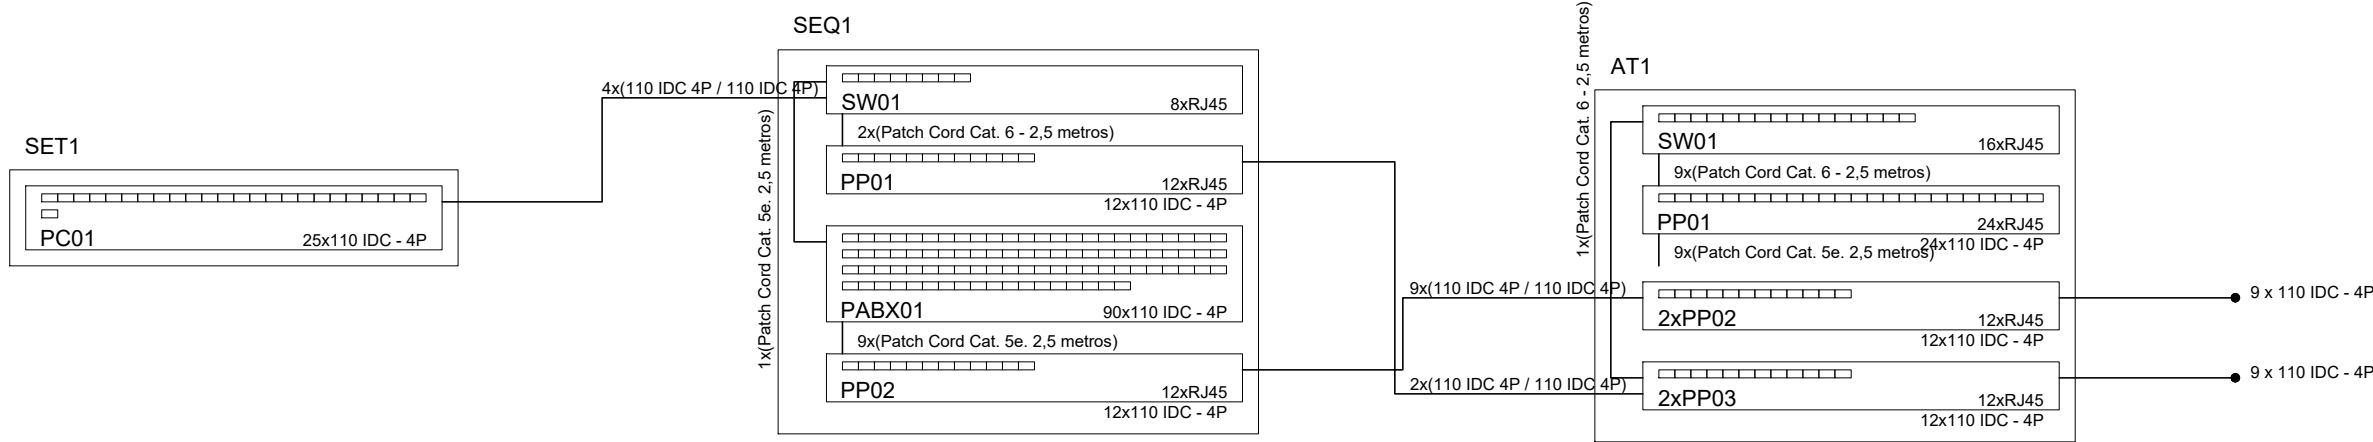 SET1
PC01
25x110 IDC - 4P
4x(110 IDC 4P / 110 IDC 4P)
SEQ1
1x(Patch Cord Cat. 5e. 2,5 metros)
SW01
8xRJ45
2x(Patch Cord Cat. 6 - 2,5 metros)
PP01
12xRJ45
12x110 IDC - 4P
PABX01
90x110 IDC - 4P
9x(Patch Cord Cat. 5e. 2,5 metros)
PP02
12xRJ45
12x110 IDC - 4P
9x(110 IDC 4P / 110 IDC 4P)
2x(110 IDC 4P / 110 IDC 4P)
1x(Patch Cord Cat. 6 - 2,5 metros)
AT1
SW01
16xRJ45
9x(Patch Cord Cat. 6 - 2,5 metros)
PP01
24xRJ45
24x110 IDC - 4P
9x(Patch Cord Cat. 5e. 2,5 metros)
2xPP02
12xRJ45
12x110 IDC - 4P
2xPP03
12xRJ45
12x110 IDC - 4P
9 x 110 IDC - 4P
9 x 110 IDC - 4P